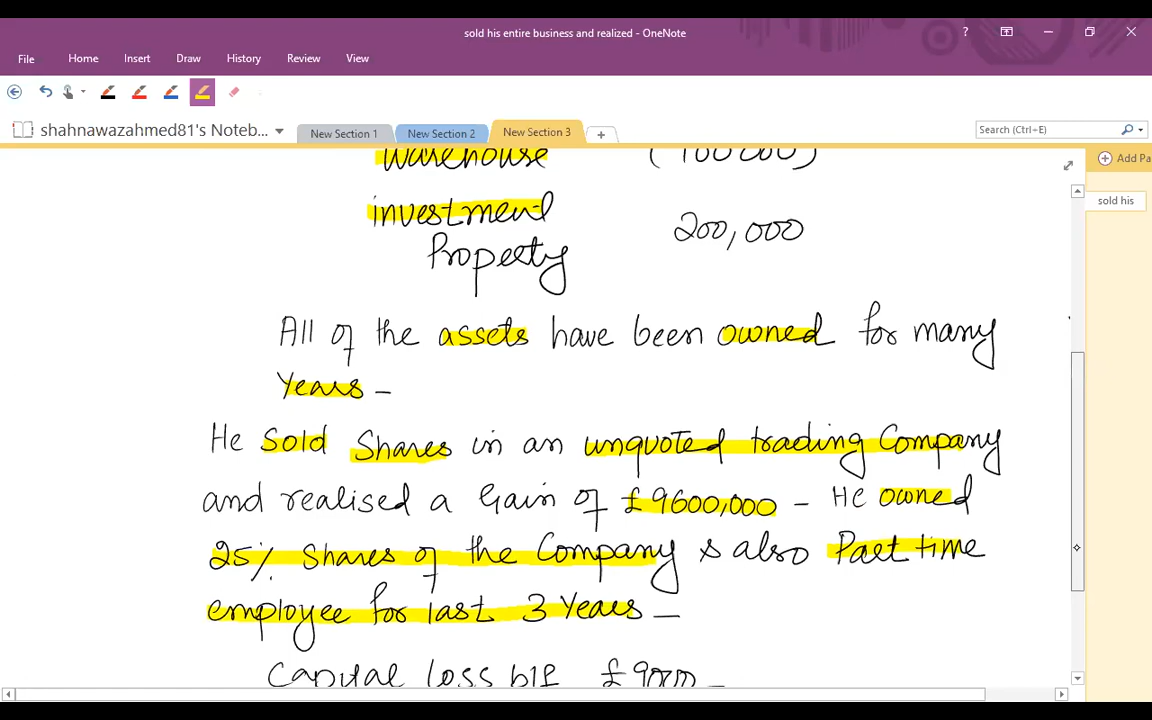 sold his entire business and realized - OneNote
?
File Home Insert Draw History Review View
shahnawazahmed81's Noteb...
New Section 1 New Section 2 New Section 3 +
Search (Ctrl+E)
Add Pa
sold his
Warehouse (100000)
investment
Property 200,000
All of the assets have been owned for many
Years -
He Sold Shares in an unquoted trading Company
and realised a Gain of £9600,000 - He owned
25% Shares of the Company & also Part time
employee for last 3 Years -
Capital loss b/f £9000 -